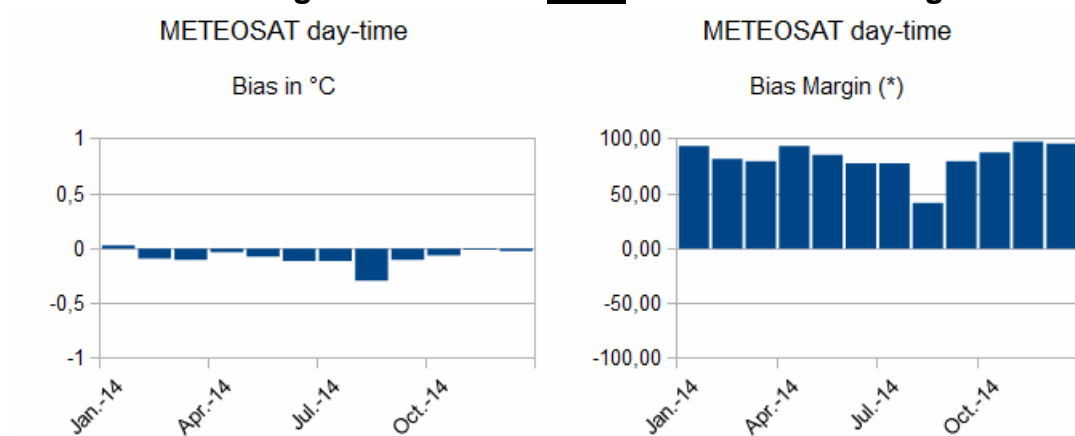 METEOSAT day-time
Bias in °C
1
0,5
0
-0,5
-1
Jan.-14
Apr.-14
Jul.-14
Oct.-14
METEOSAT day-time
Bias Margin (*)
100,00
50,00
0,00
-50,00
-100,00
Jan.-14
Apr.-14
Jul.-14
Oct.-14